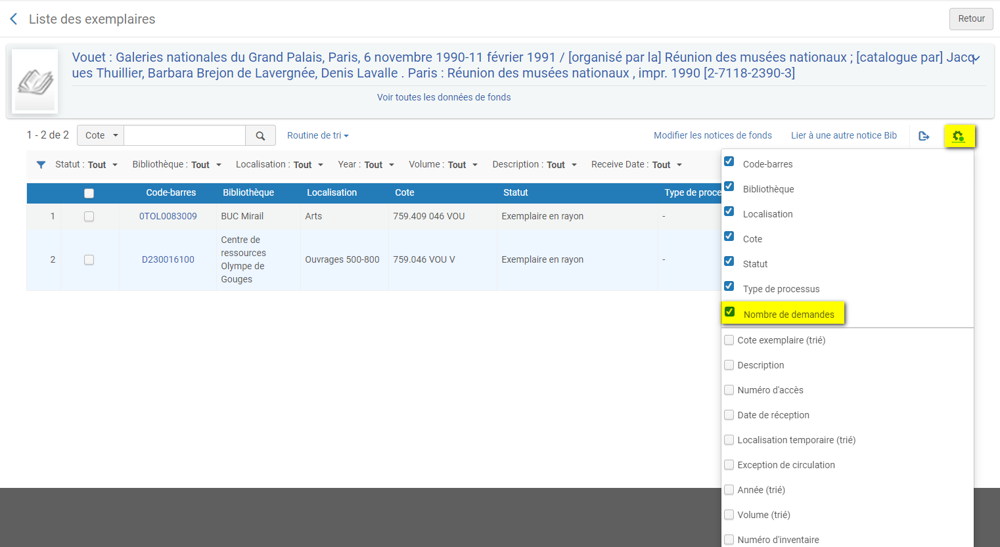 Liste des exemplaires
Retour
Vouet : Galeries nationales du Grand Palais, Paris, 6 novembre 1990-11 février 1991 / [organisé par la] Réunion des musées nationaux ; [catalogue par] Jacq
ues Thuillier, Barbara Brejon de Lavergnée, Denis Lavalle . Paris : Réunion des musées nationaux , impr. 1990 [2-7118-2390-3]
Voir toutes les données de fonds
1 - 2 de 2 Cote Routine de tri Modifier les notices de fonds Lier à une autre notice Bib
Statut : Tout Bibliothèque : Tout Localisation : Tout Year : Tout Volume : Tout Description : Tout Receive Date : Tout
Code-barres Bibliothèque Localisation Cote Statut Type de proce
1 0TOL0083009 BUC Mirail Arts 759.409 046 VOU Exemplaire en rayon -
2 D230016100 Centre de
ressources
Olympe de
Gouges Ouvrages 500-800 759.046 VOU V Exemplaire en rayon -
Code-barres
Bibliothèque
Localisation
Cote
Statut
Type de processus
Nombre de demandes
Cote exemplaire (trié)
Description
Numéro d'accès
Date de réception
Localisation temporaire (trié)
Exception de circulation
Année (trié)
Volume (trié)
Numéro d'inventaire